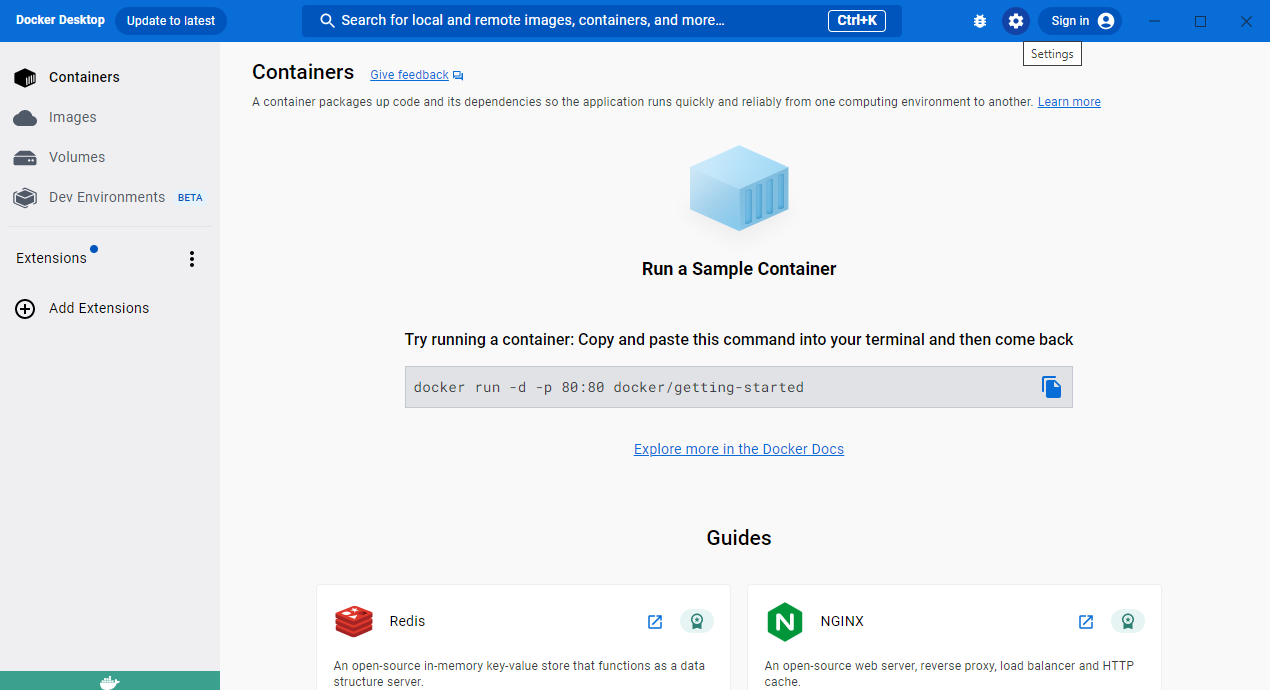 Docker Desktop
Update to latest
Search for local and remote images, containers, and more...
Ctrl+K
Sign in
Settings
Containers
Images
Volumes
Dev Environments BETA
Extensions
Add Extensions
Containers
Give feedback
A container packages up code and its dependencies so the application runs quickly and reliably from one computing environment to another. Learn more
Run a Sample Container
Try running a container: Copy and paste this command into your terminal and then come back
docker run -d -p 80:80 docker/getting-started
Explore more in the Docker Docs
Guides
Redis
An open-source in-memory key-value store that functions as a data
structure server.
N
NGINX
An open-source web server, reverse proxy, load balancer and HTTP
cache.